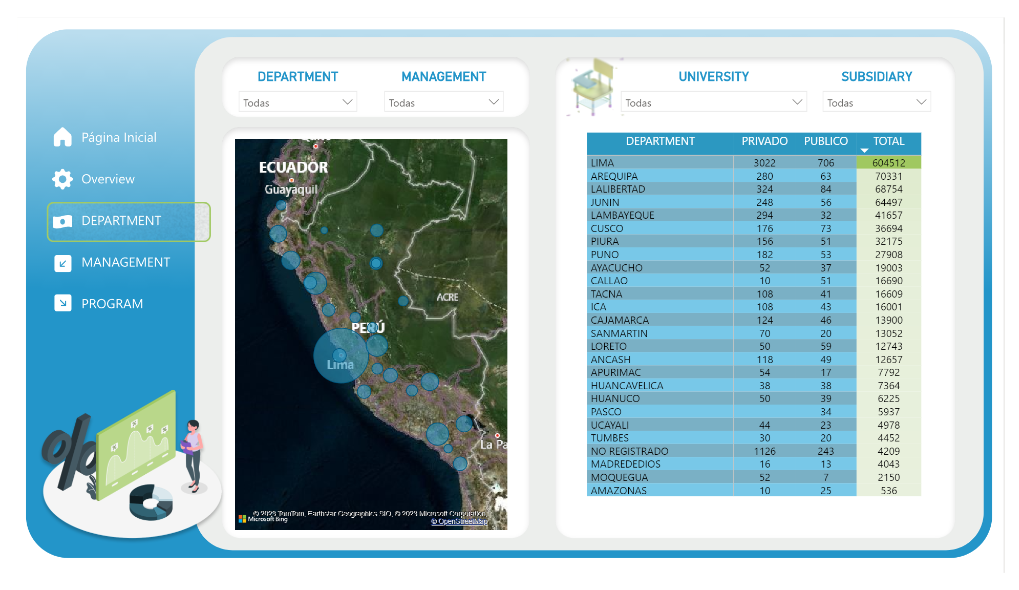 DEPARTMENT MANAGEMENT
Todas Todas
UNIVERSITY SUBSIDIARY
Todas Todas
Página Inicial
Overview
DEPARTMENT
MANAGEMENT
PROGRAM
ECUADOR
Guayaquil
ACRE
PERÚ
Lima
La Pa
© 2023 TomTom, Earthstar Geographics SIO, © 2023 Microsoft Corporation,
Microsoft Bing
© OpenStreetMap
DEPARTMENT PRIVADO PUBLICO TOTAL
LIMA 3022 706 604512
AREQUIPA 280 63 70331
LALIBERTAD 324 84 68754
JUNIN 248 56 64497
LAMBAYEQUE 294 32 41657
CUSCO 176 73 36694
PIURA 156 51 32175
PUNO 182 53 27908
AYACUCHO 52 37 19003
CALLAO 10 51 16690
TACNA 108 41 16609
ICA 108 43 16001
CAJAMARCA 124 46 13900
SANMARTIN 70 20 13052
LORETO 50 59 12743
ANCASH 118 49 12657
APURIMAC 54 17 7792
HUANCAVELICA 38 38 7364
HUANUCO 50 39 6225
PASCO 34 5937
UCAYALI 44 23 4978
TUMBES 30 20 4452
NO REGISTRADO 1126 243 4209
MADREDEDIOS 16 13 4043
MOQUEGUA 52 7 2150
AMAZONAS 10 25 536